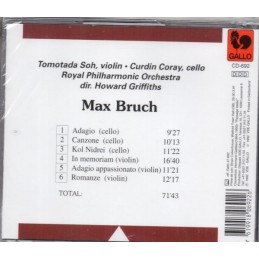 Tomotada Soh, violin • Curdin Coray, cello
Royal Philharmonic Orchestra
dir. Howard Griffiths
Max Bruch
1 Adagio (cello) 9'27
2 Canzone (cello) 10'13
3 Kol Nidrei (cello) 11'22
4 In memoriam (violin) 16'40
5 Adagio appassionato (violin) 11'21
6 Romanze (violin) 12'17
TOTAL: 71'43
GALLO
CD-692
DDD